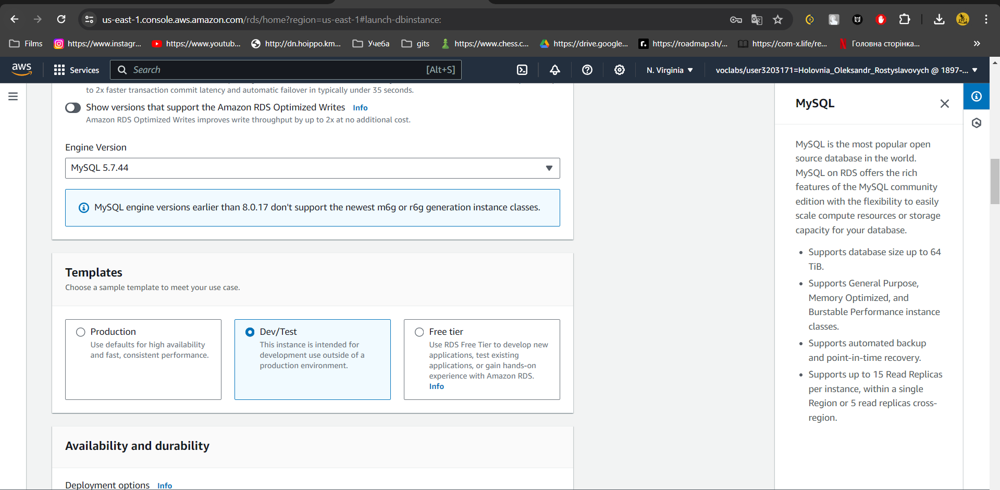 us-east-1.console.aws.amazon.com/rds/home?region=us-east-1#launch-dbinstance:
Films
https://www.instagr...
https://www.youtub...
http://dn.hoippo.km...
Учеба
gits
https://www.chess.c...
https://drive.google...
https://roadmap.sh/...
https://com-x.life/re...
Головна сторінка...
aws
Services
Search
[Alt+S]
N. Virginia
voclabs/user3203171=Holovnia_Oleksandr_Rostyslavovych @ 1897-...
to 2x faster transaction commit latency and automatic failover in typically under 35 seconds.
Show versions that support the Amazon RDS Optimized Writes Info
Amazon RDS Optimized Writes improves write throughput by up to 2x at no additional cost.
Engine Version
MySQL 5.7.44
MySQL engine versions earlier than 8.0.17 don't support the newest m6g or r6g generation instance classes.
Templates
Choose a sample template to meet your use case.
Production
Use defaults for high availability
and fast, consistent performance.
Dev/Test
This instance is intended for
development use outside of a
production environment.
Free tier
Use RDS Free Tier to develop new
applications, test existing
applications, or gain hands-on
experience with Amazon RDS.
Info
Availability and durability
Deployment options Info
MySQL
MySQL is the most popular open
source database in the world.
MySQL on RDS offers the rich
features of the MySQL community
edition with the flexibility to easily
scale compute resources or storage
capacity for your database.
• Supports database size up to 64
TiB.
• Supports General Purpose,
Memory Optimized, and
Burstable Performance instance
classes.
• Supports automated backup
and point-in-time recovery.
• Supports up to 15 Read Replicas
per instance, within a single
Region or 5 read replicas cross-
region.